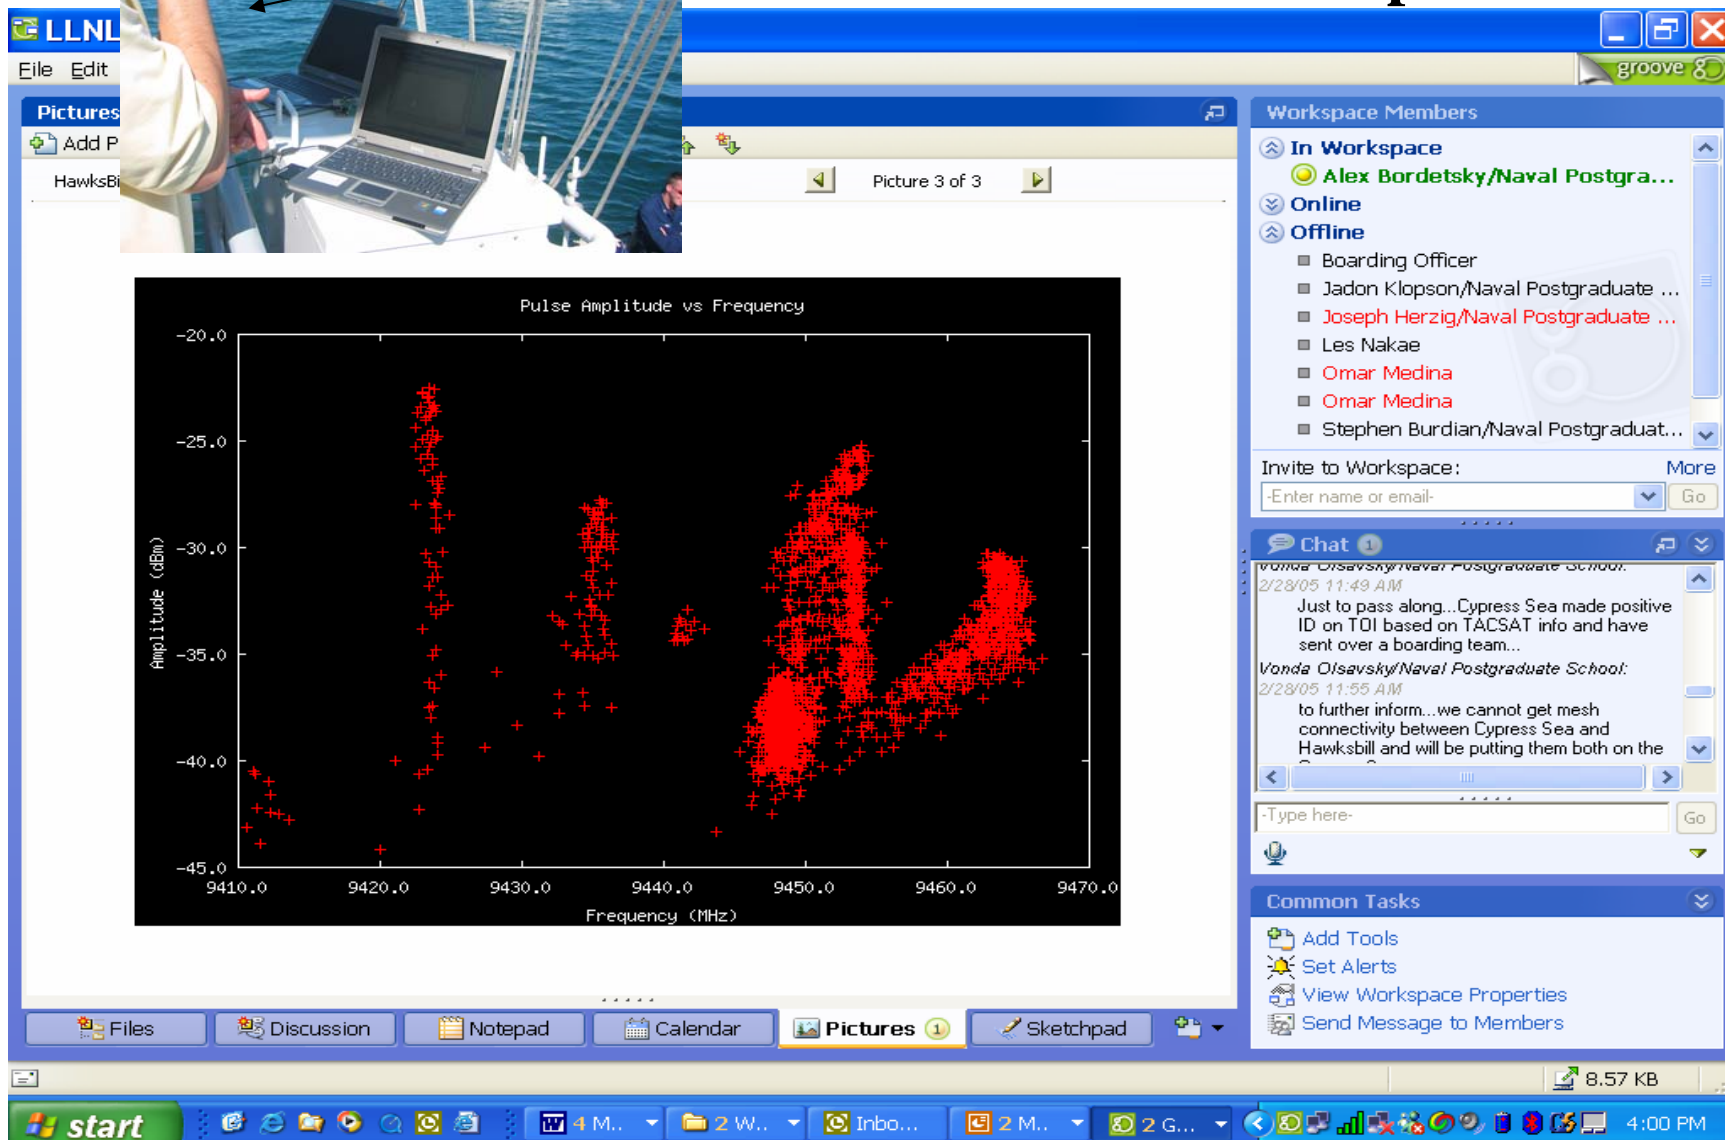 LLNL
File Edit
groove
Pictures
Add P
HawksBi
Picture 3 of 3
Pulse Amplitude vs Frequency
-20.0
-25.0
-30.0
-35.0
-40.0
-45.0
Amplitude (dBm)
9410.0 9420.0 9430.0 9440.0 9450.0 9460.0 9470.0
Frequency (MHz)
Files Discussion Notepad Calendar Pictures 1 Sketchpad
Workspace Members
In Workspace
Alex Bordetsky/Naval Postgra...
Online
Offline
Boarding Officer
Jadon Klopson/Naval Postgraduate ...
Joseph Herzig/Naval Postgraduate ...
Les Nakae
Omar Medina
Omar Medina
Stephen Burdian/Naval Postgraduat...
Invite to Workspace: More
-Enter name or email- Go
Chat 1
Vonda Olsavsky/Naval Postgraduate School:
2/28/05 11:49 AM
Just to pass along...Cypress Sea made positive
ID on TOI based on TACSAT info and have
sent over a boarding team...
Vonda Olsavsky/Naval Postgraduate School:
2/28/05 11:55 AM
to further inform...we cannot get mesh
connectivity between Cypress Sea and
Hawksbill and will be putting them both on the
-Type here- Go
Common Tasks
Add Tools
Set Alerts
View Workspace Properties
Send Message to Members
8.57 KB
start 4 M.. 2 W.. Inbo... 2 M.. 2 G... 4:00 PM